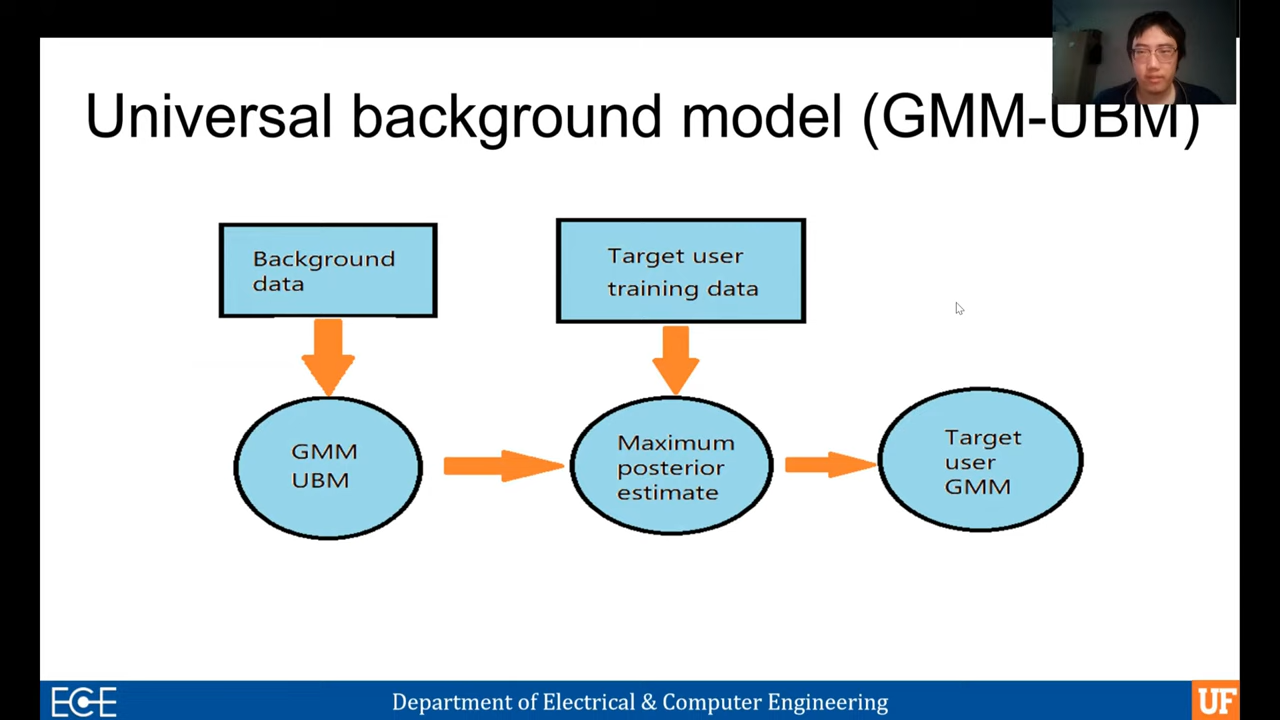 Universal background model (GMM-UBM)
Background
data
Target user
training data
GMM
UBM
Maximum
posterior
estimate
Target
user
GMM
ECE
Department of Electrical & Computer Engineering
UF